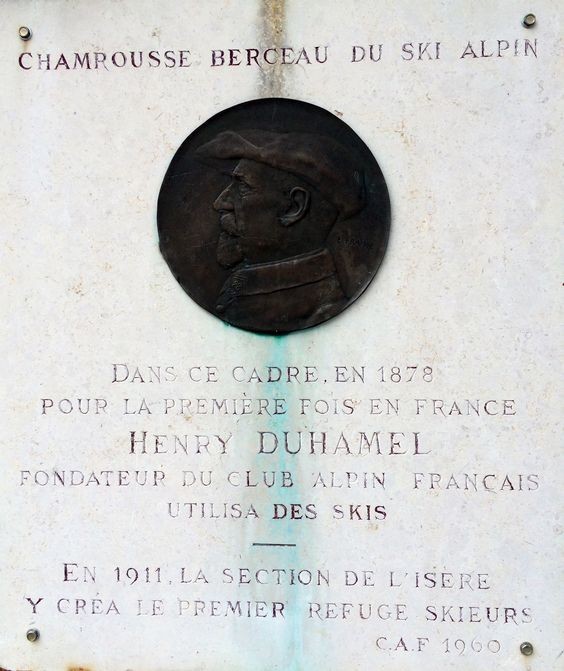 CHAMROUSSE BERCEAU DU SKI ALPIN
DANS CE CADRE, EN 1878
POUR LA PREMIÈRE FOIS EN FRANCE
HENRY DUHAMEL
FONDATEUR DU CLUB ALPIN FRANÇAIS
UTILISA DES SKIS
EN 1911, LA SECTION DE L'ISERE
Y CRÉA LE PREMIER REFUGE SKIEURS
C.A.F 1960